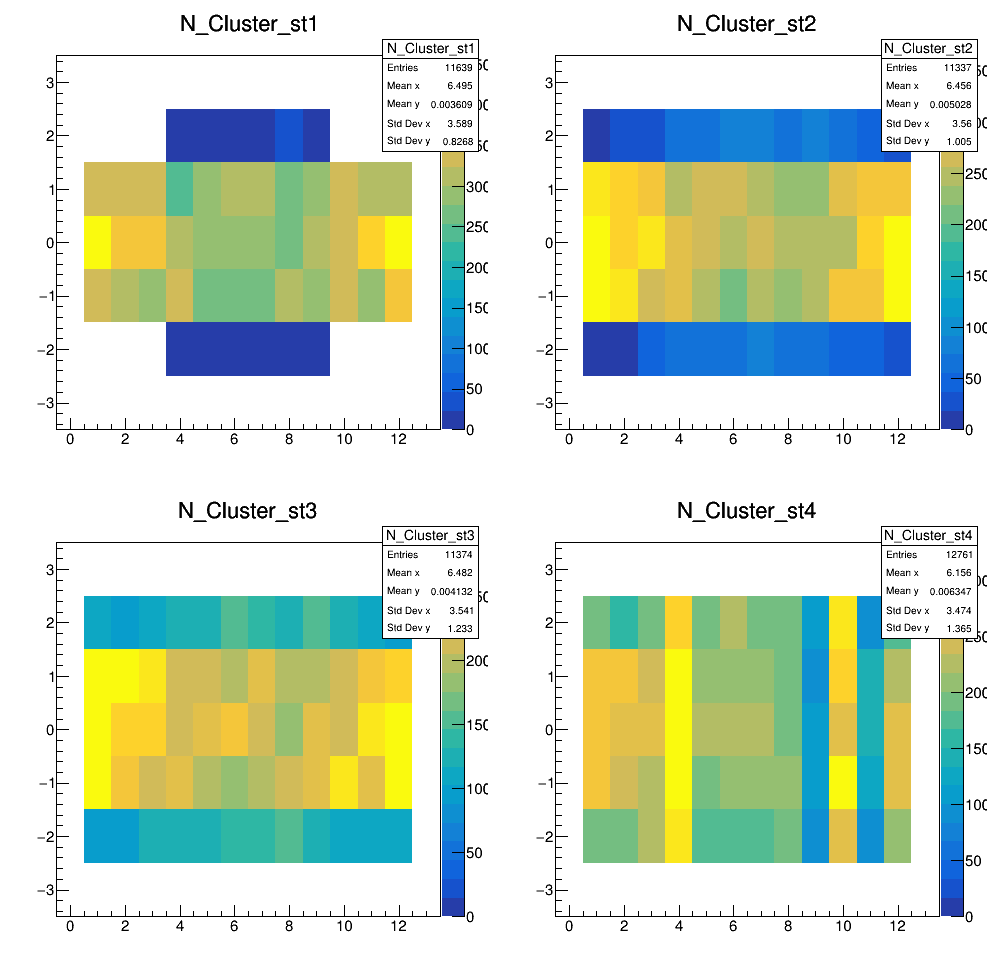 N_Cluster_st1
N_Cluster_st1
Entries 11639
Mean x 6.495
Mean y 0.003609
Std Dev x 3.589
Std Dev y 0.8268
3
2
1
0
−1
−2
−3
0 2 4 6 8 10 12
300
250
200
150
100
50
0
N_Cluster_st2
N_Cluster_st2
Entries 11337
Mean x 6.456
Mean y 0.005028
Std Dev x 3.56
Std Dev y 1.005
3
2
1
0
−1
−2
−3
0 2 4 6 8 10 12
250
200
150
100
50
0
N_Cluster_st3
N_Cluster_st3
Entries 11374
Mean x 6.482
Mean y 0.004132
Std Dev x 3.541
Std Dev y 1.233
3
2
1
0
−1
−2
−3
0 2 4 6 8 10 12
200
150
100
50
0
N_Cluster_st4
N_Cluster_st4
Entries 12761
Mean x 6.156
Mean y 0.006347
Std Dev x 3.474
Std Dev y 1.365
3
2
1
0
−1
−2
−3
0 2 4 6 8 10 12
200
150
100
50
0